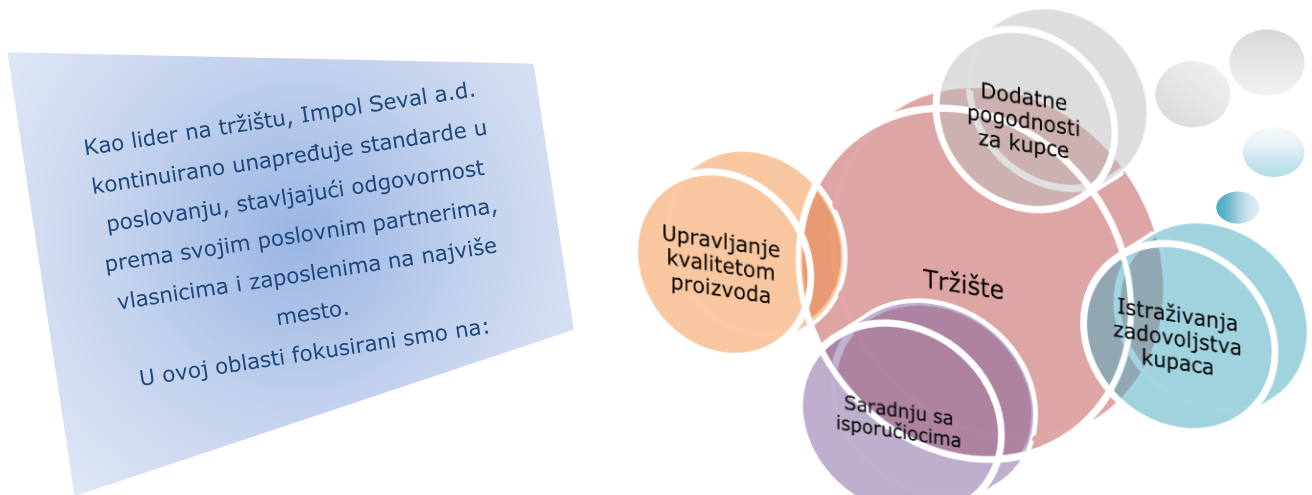 Kao lider na tržištu, Impol Seval a.d.
kontinuirano unapređuje standarde u
poslovanju, stavljajući odgovornost
prema svojim poslovnim partnerima,
vlasnicima i zaposlenima na najviše
mesto.
U ovoj oblasti fokusirani smo na:
Dodatne
pogodnosti
za kupce
Upravljanje
kvalitetom
proizvoda
Tržište
Istraživanja
zadovoljstva
kupaca
Saradnju sa
isporučiocima